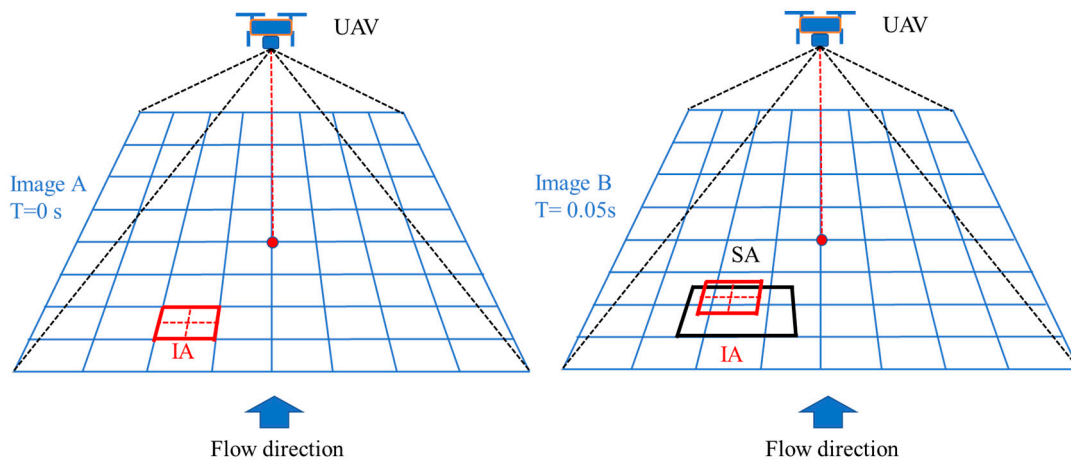 UAV
Image A
T=0 s
IA
Flow direction
UAV
Image B
T= 0.05s
SA
IA
Flow direction